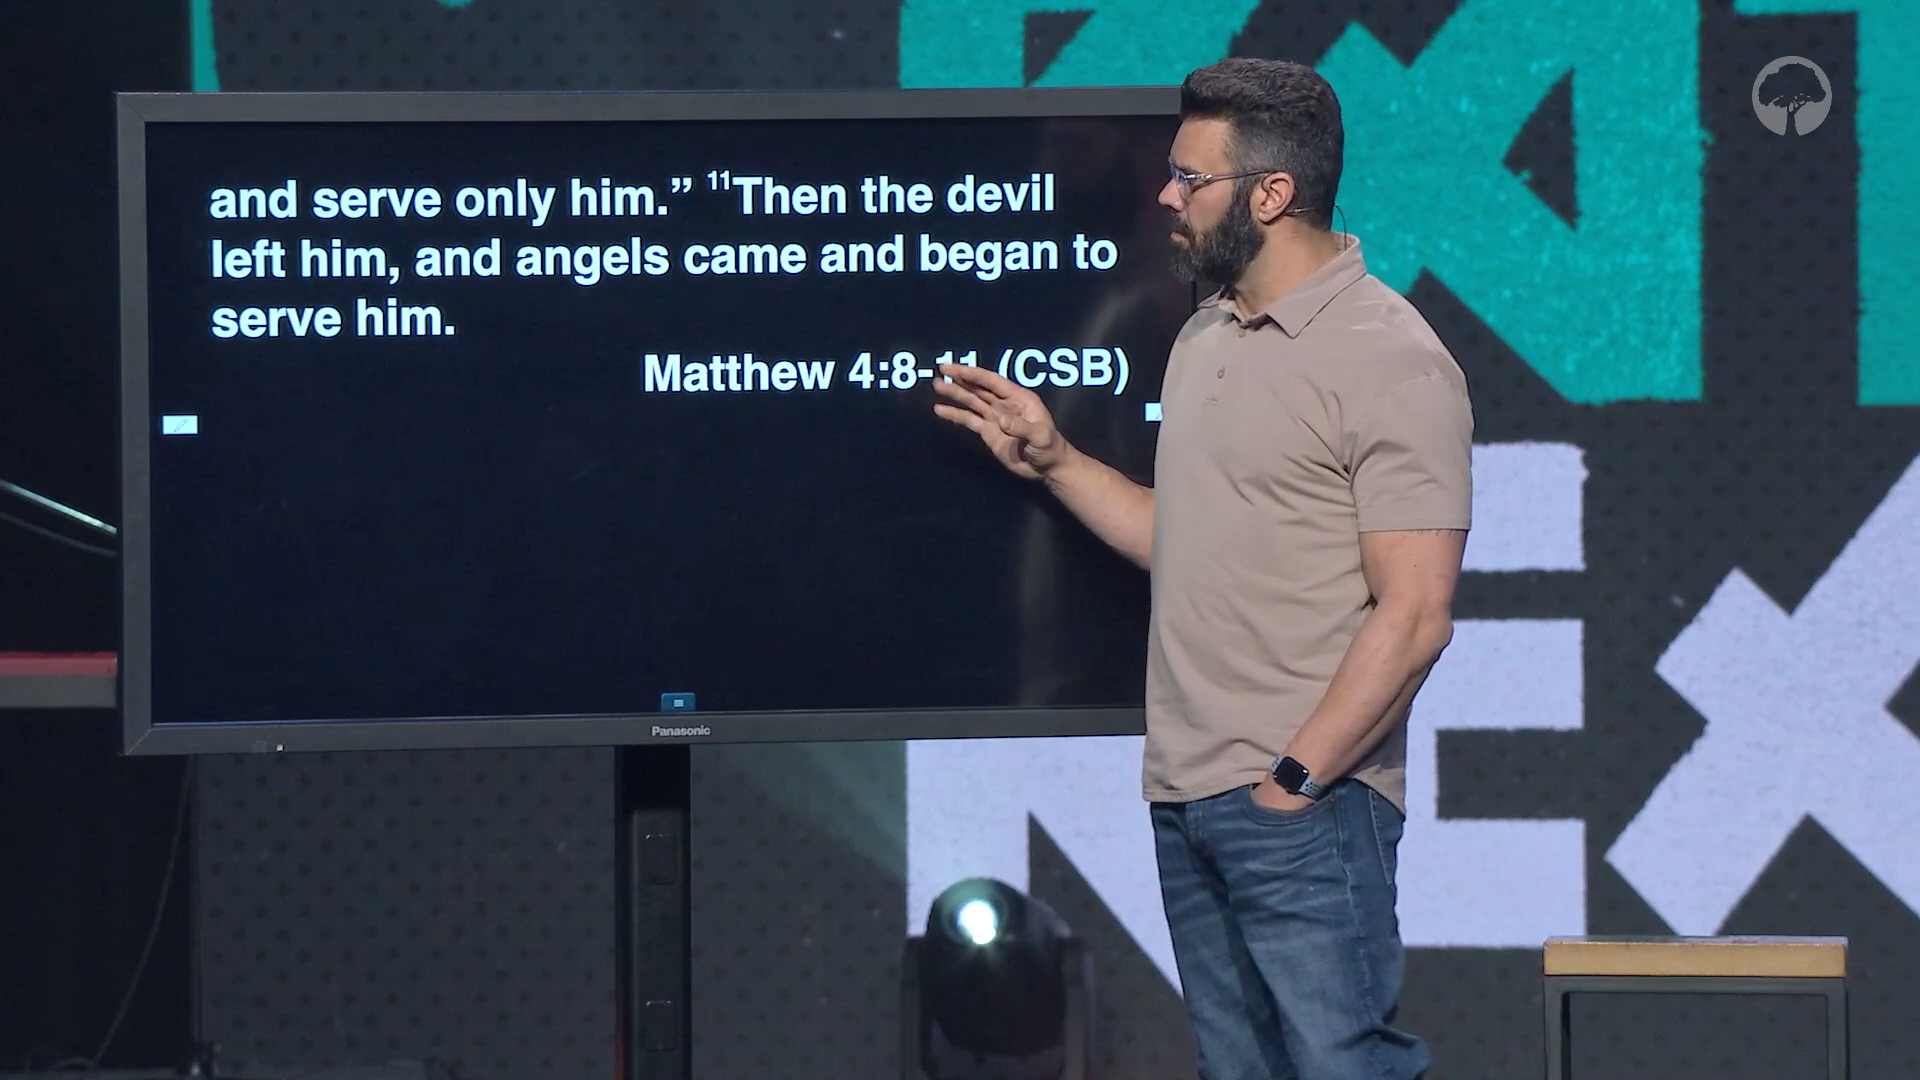 and serve only him.” ¹¹Then the devil
left him, and angels came and began to
serve him.
Matthew 4:8-11 (CSB)
Panasonic